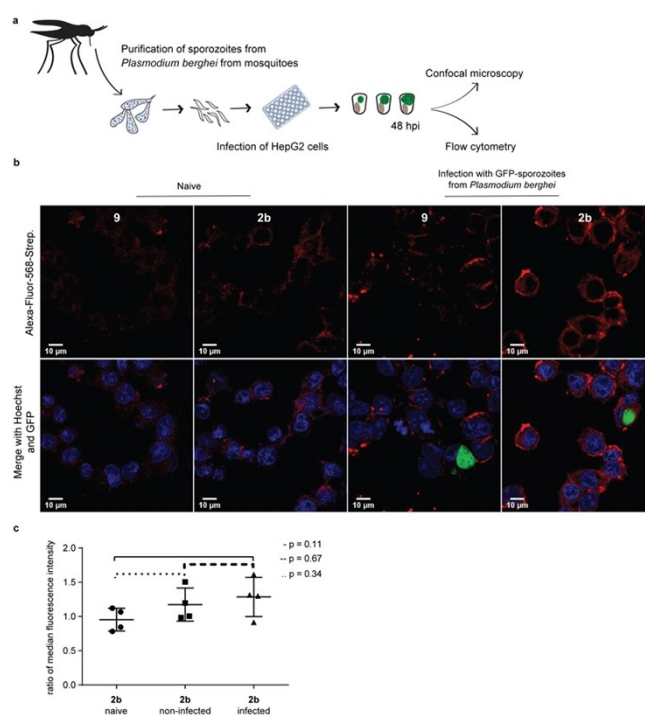 a
Purification of sporozoites from
Plasmodium berghei from mosquitoes
Confocal microscopy
48 hpi
Infection of HepG2 cells
Flow cytometry
b
Naive
Infection with GFP-sporozoites
from Plasmodium berghei
Alexa-Fluor-568-Strep.
9
2b
9
2b
10 µm
10 µm
10 µm
10 µm
Merge with Hoechst
and GFP
10 µm
10 µm
10 µm
10 µm
c
ratio of median fluorescence intensity
2.0
1.5
1.0
0.5
0.0
- p = 0.11
-- p = 0.67
.. p = 0.34
2b
naive
2b
non-infected
2b
infected